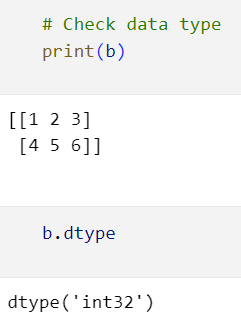 # Check data type
print(b)
[[1 2 3]
 [4 5 6]]
b.dtype
dtype('int32')